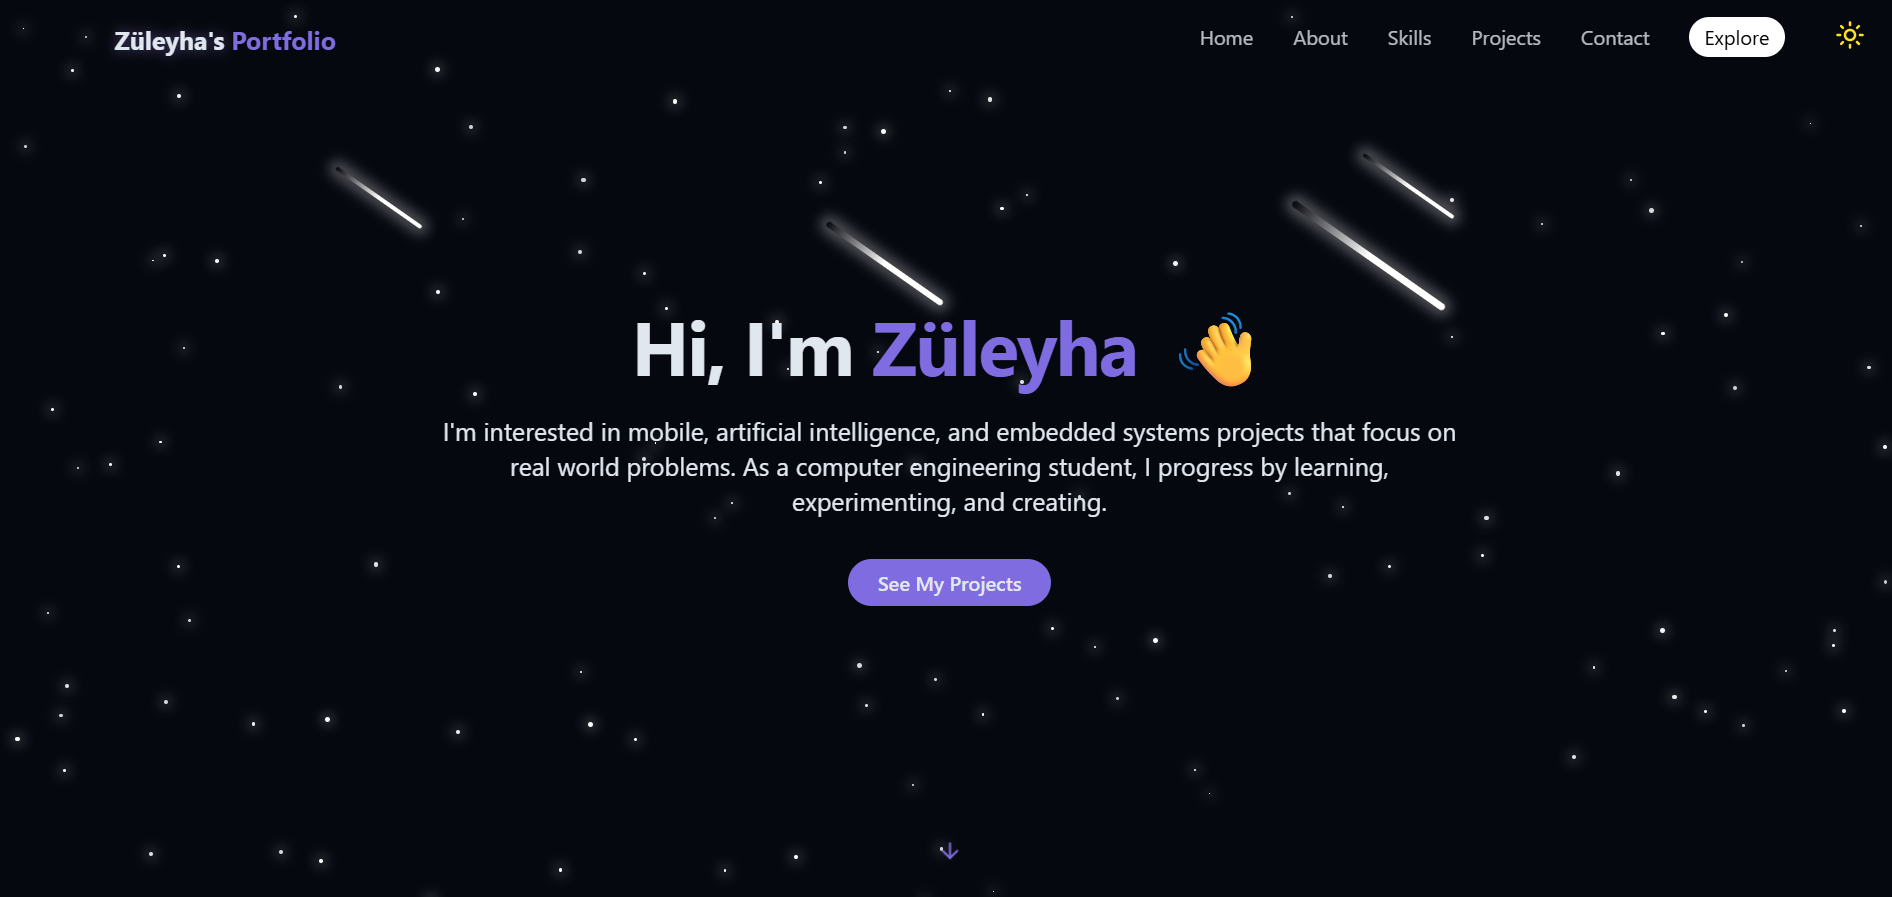 Züleyha's Portfolio
Home
About
Skills
Projects
Contact
Explore
Hi, I'm Züleyha
I'm interested in mobile, artificial intelligence, and embedded systems projects that focus on
real world problems. As a computer engineering student, I progress by learning,
experimenting, and creating.
See My Projects